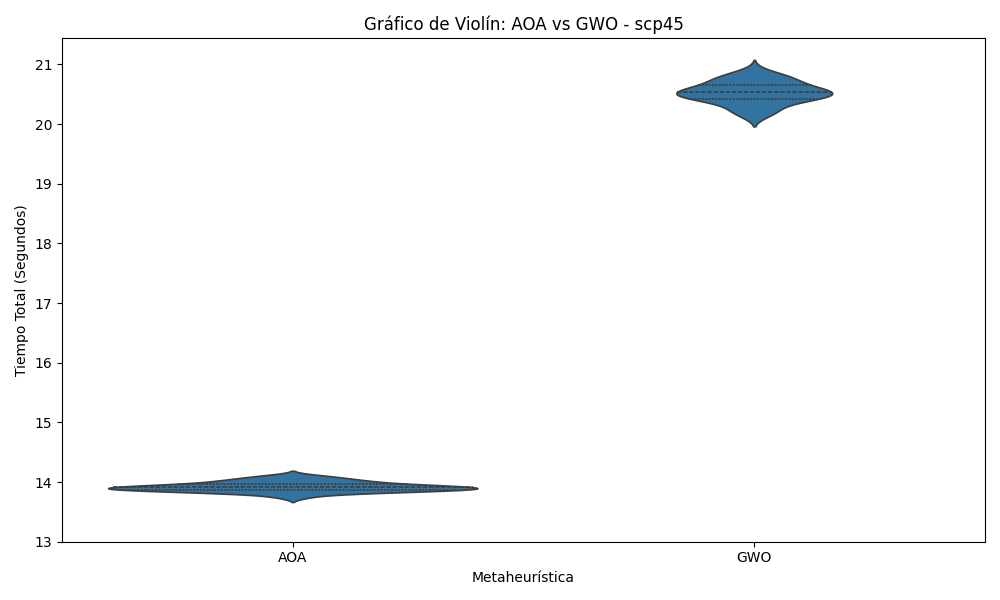 Gráfico de Violín: AOA vs GWO - scp45
Tiempo Total (Segundos)
21
20
19
18
17
16
15
14
13
AOA
GWO
Metaheurística